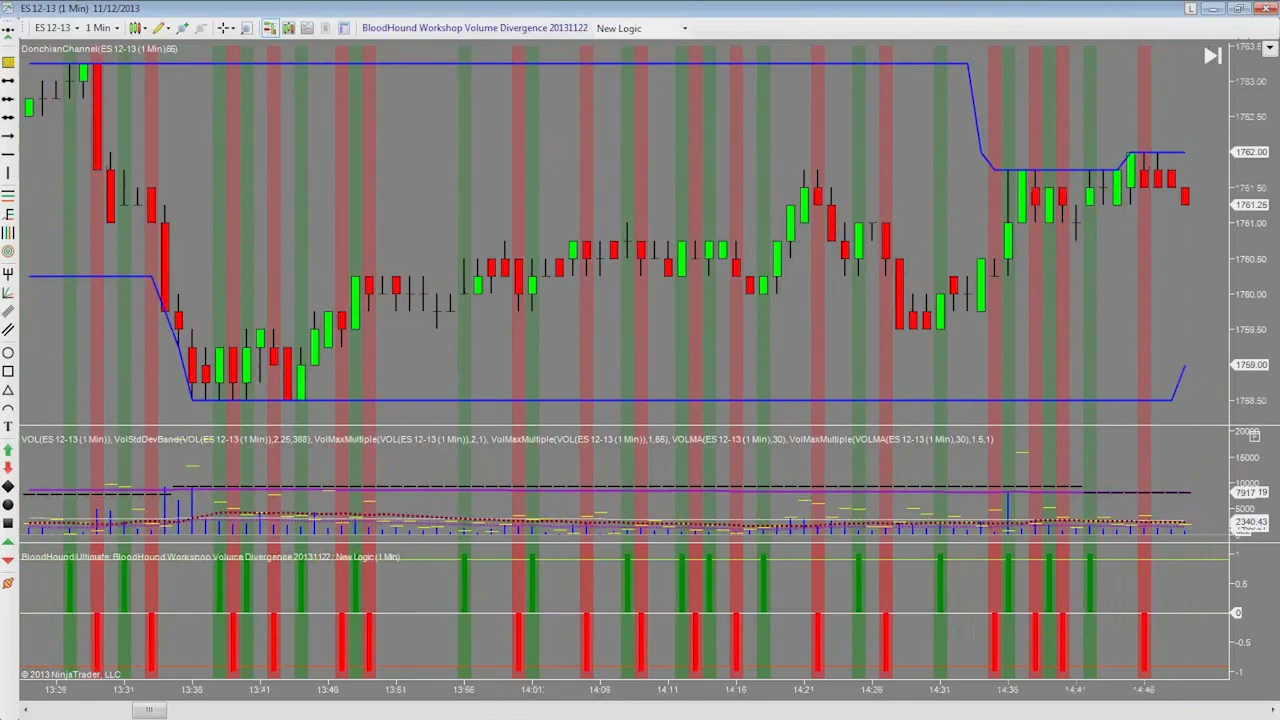 ES 12-13 (1 Min) 11/12/2013
L
ES 12-13 1 Min BloodHound Workshop Volume Divergence 20131122 New Logic
DonchianChannel(ES 12-13 (1 Min),66)
1763.00
1762.50
1762.00
1761.50
1761.25
1761.00
1760.50
1760.00
1759.50
1759.00
1758.50
VOL(ES 12-13 (1 Min)), VolStdDevBand(VOL(ES 12-13 (1 Min)),2.25,388), VolMaxMultiple(VOL(ES 12-13 (1 Min)),2,1), VolMaxMultiple(VOL(ES 12-13 (1 Min)),1,65), VOLMA(ES 12-13 (1 Min),30), VolMaxMultiple(VOLMA(ES 12-13 (1 Min),30),1.5,1)
F
15000
10000
7917.19
5000
2340.43
BloodHound Ultimate: BloodHound Workshop Volume Divergence 20131122 : New Logic (1 Min)
1
0.5
0
-0.5
-1
© 2013 NinjaTrader, LLC
13:26 13:31 13:36 13:41 13:46 13:51 13:56 14:01 14:06 14:11 14:16 14:21 14:26 14:31 14:36 14:41 14:46